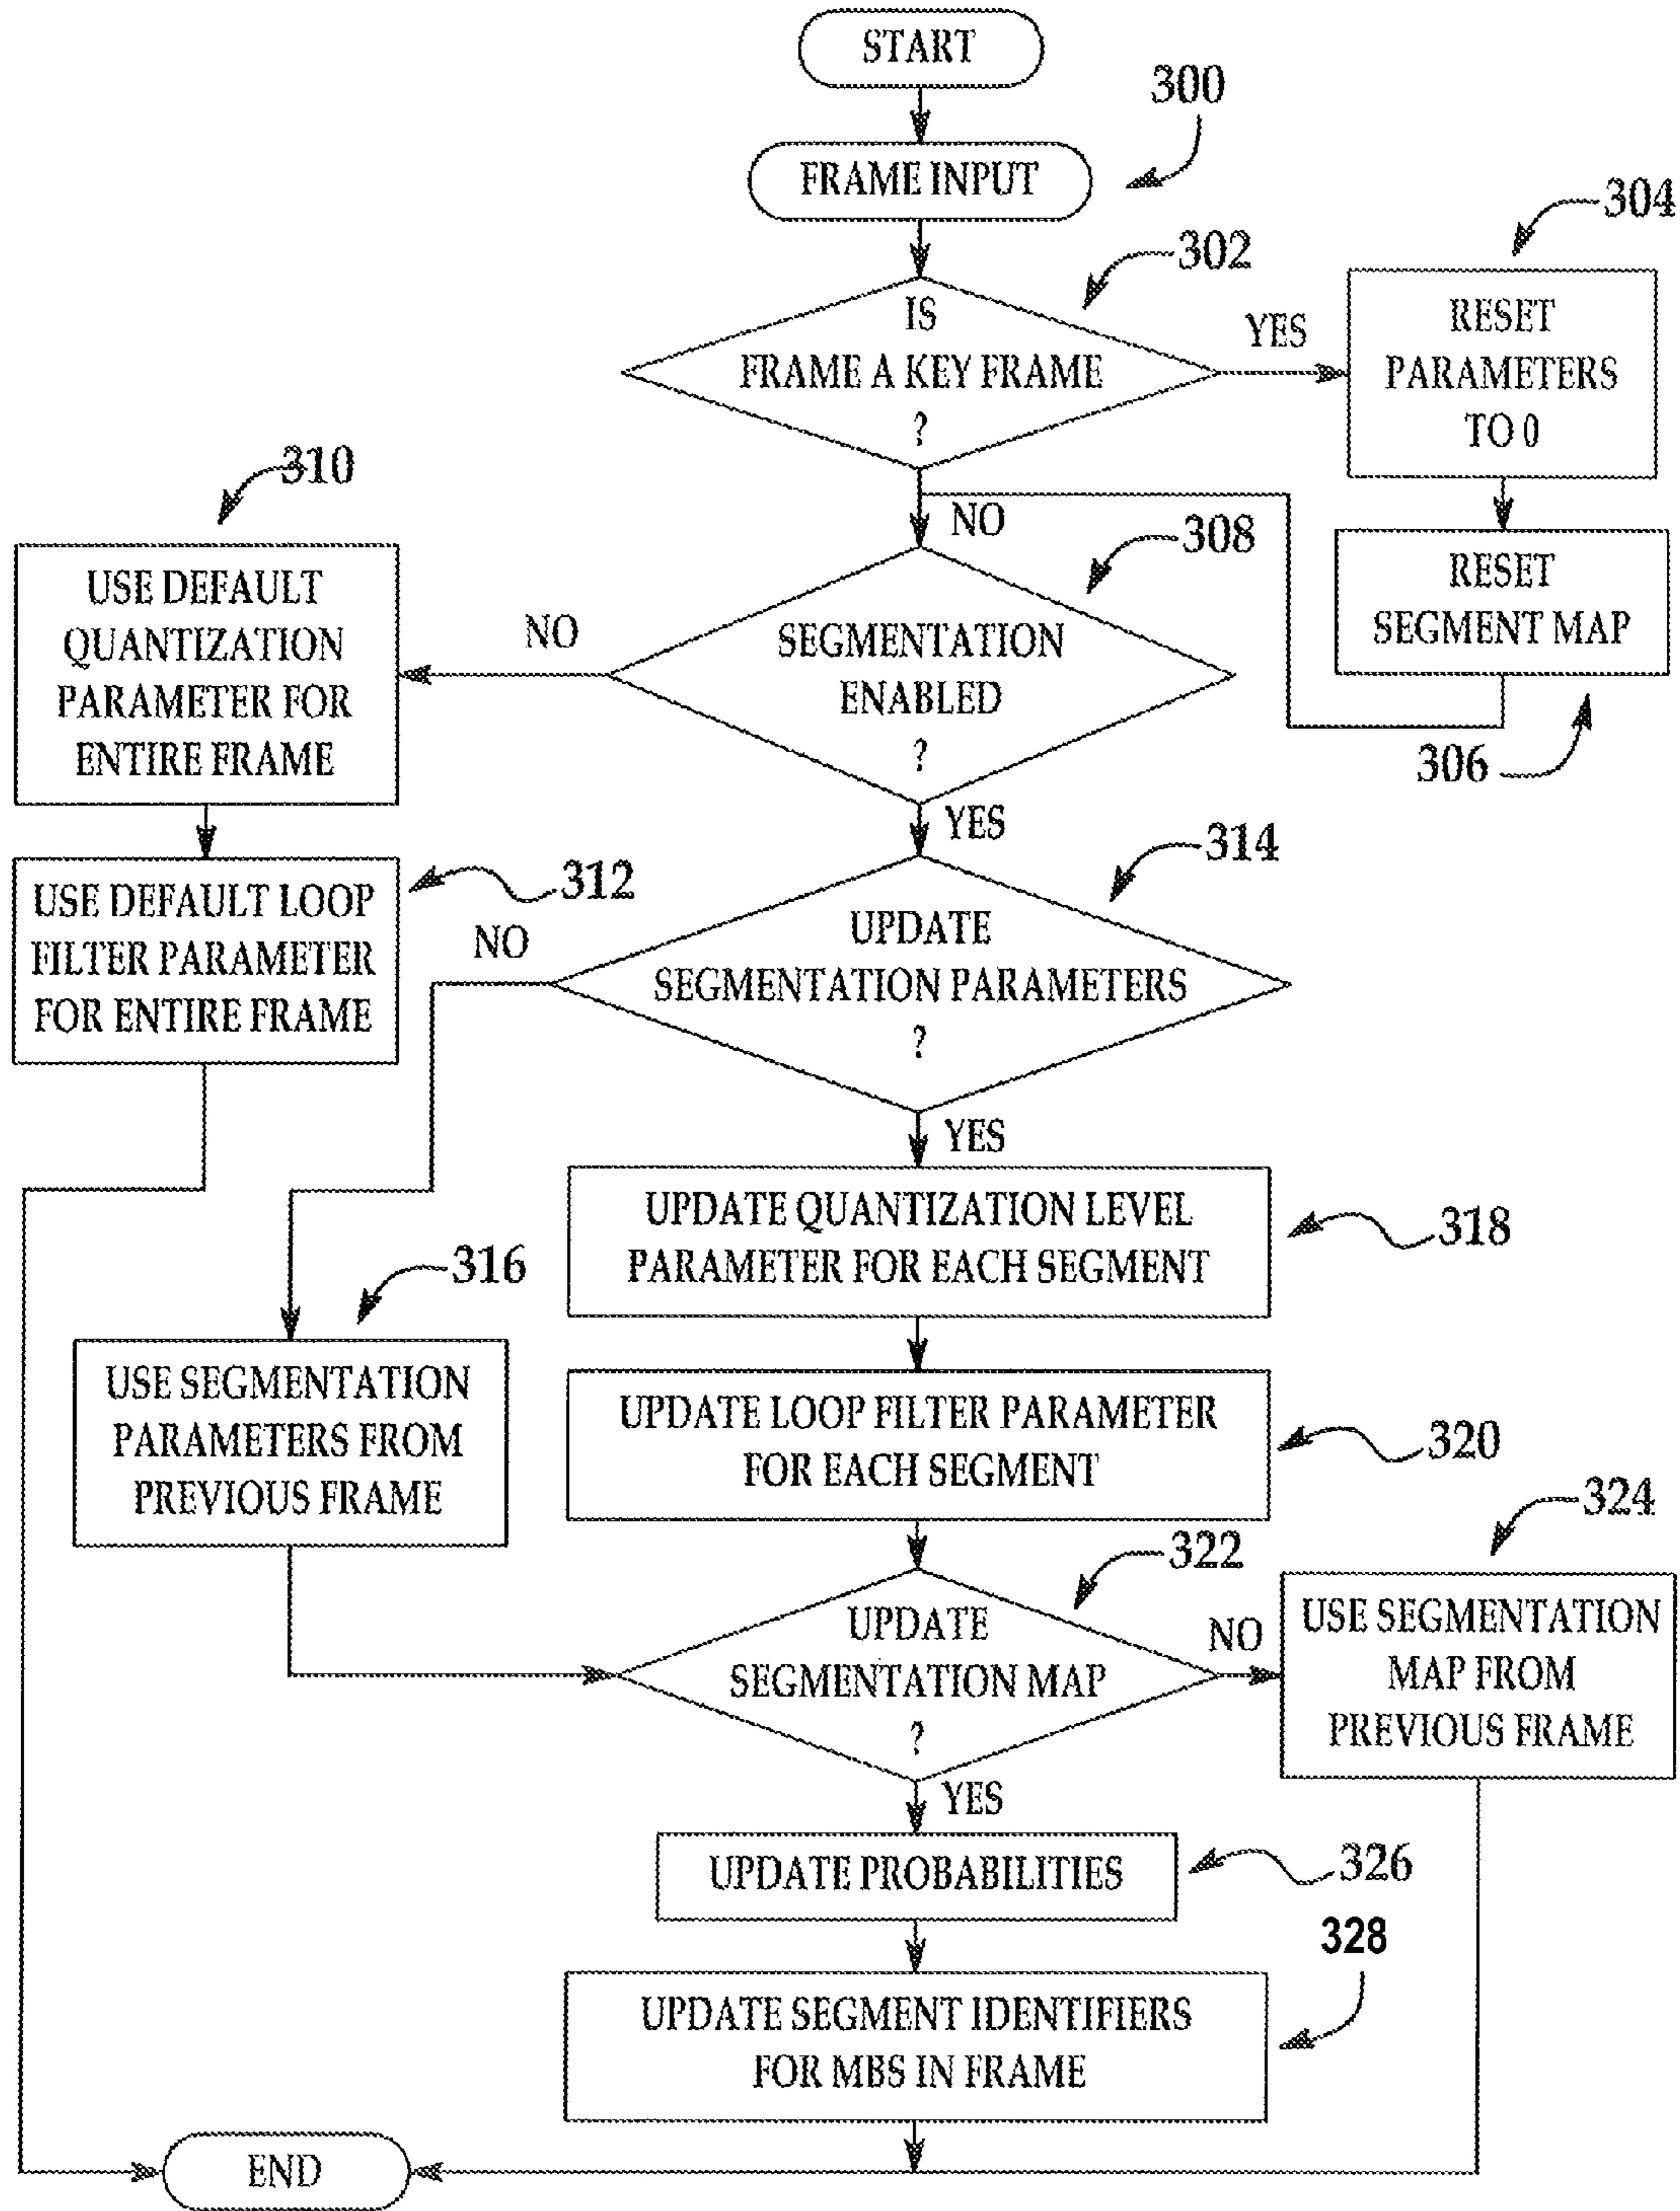 START
300
FRAME INPUT
304
302
IS
FRAME A KEY FRAME
?
YES
RESET
PARAMETERS
TO 0
310
NO
308
RESET
SEGMENT MAP
306
USE DEFAULT
QUANTIZATION
PARAMETER FOR
ENTIRE FRAME
NO
SEGMENTATION
ENABLED
?
YES
314
USE DEFAULT LOOP
FILTER PARAMETER
FOR ENTIRE FRAME
312
NO
UPDATE
SEGMENTATION PARAMETERS
?
YES
UPDATE QUANTIZATION LEVEL
PARAMETER FOR EACH SEGMENT
318
316
USE SEGMENTATION
PARAMETERS FROM
PREVIOUS FRAME
UPDATE LOOP FILTER PARAMETER
FOR EACH SEGMENT
320
324
322
UPDATE
SEGMENTATION MAP
?
NO
USE SEGMENTATION
MAP FROM
PREVIOUS FRAME
YES
UPDATE PROBABILITIES
326
328
UPDATE SEGMENT IDENTIFIERS
FOR MBS IN FRAME
END